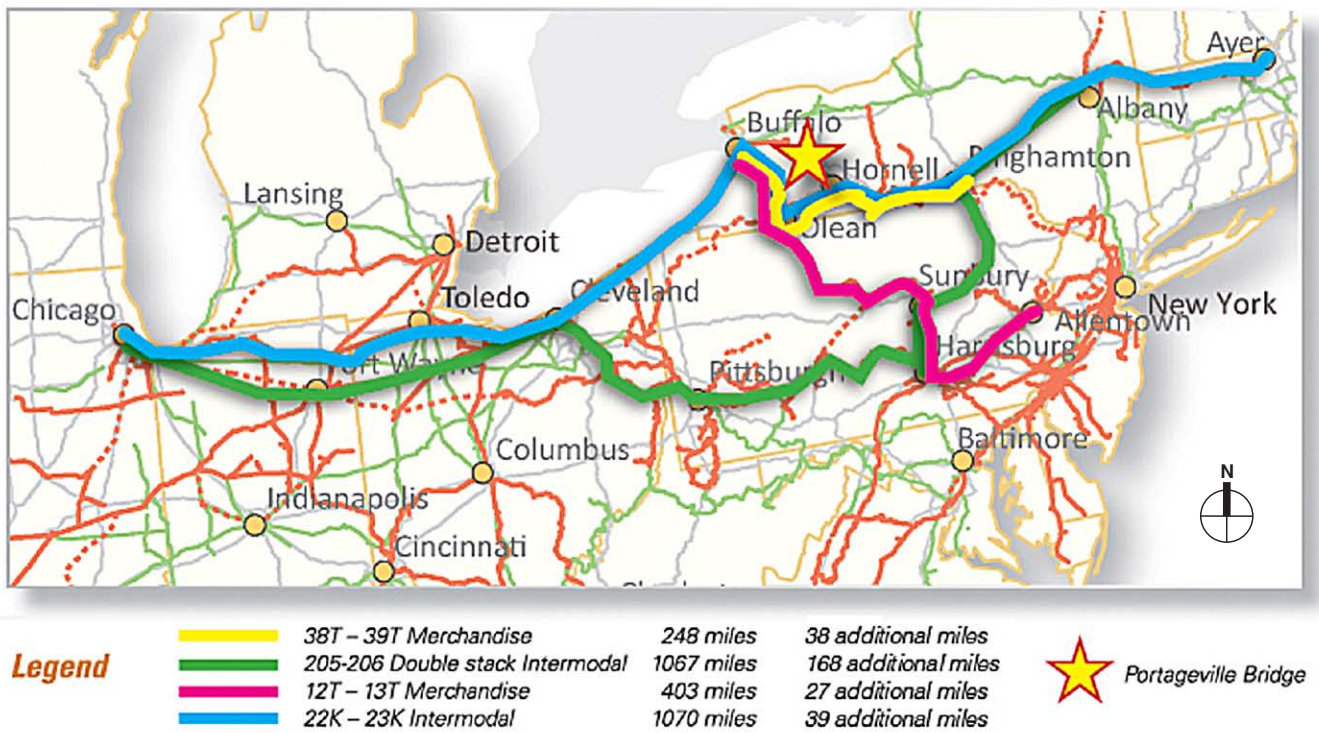 Ayer
Albany
Buffalo
Binghamton
Hornell
Lansing
Olean
Detroit
Sunbury
Toledo
Cleveland
New York
Chicago
Allentown
Harrisburg
Fort Wayne
Pittsburgh
Baltimore
Columbus
N
Indianapolis
Cincinnati
Legend
38T – 39T Merchandise 248 miles 38 additional miles
205-206 Double stack Intermodal 1067 miles 168 additional miles
12T – 13T Merchandise 403 miles 27 additional miles
22K – 23K Intermodal 1070 miles 39 additional miles
Portageville Bridge